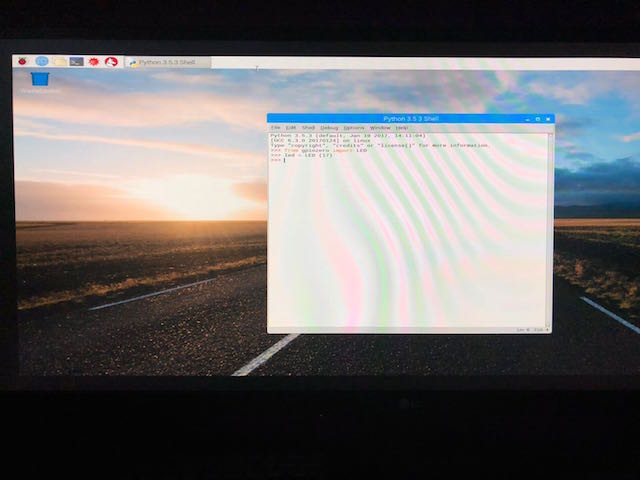 Python 3.5.3 Shell
Wastebasket
Python 3.5.3 Shell
File Edit Shell Debug Options Window Help
Python 3.5.3 (default, Jan 19 2017, 14:11:04)
[GCC 6.3.0 20170124] on linux
Type "copyright", "credits" or "license()" for more information.
>>> from gpiozero import LED
>>> led = LED (17)
>>>
Ln: 6 Col: 4